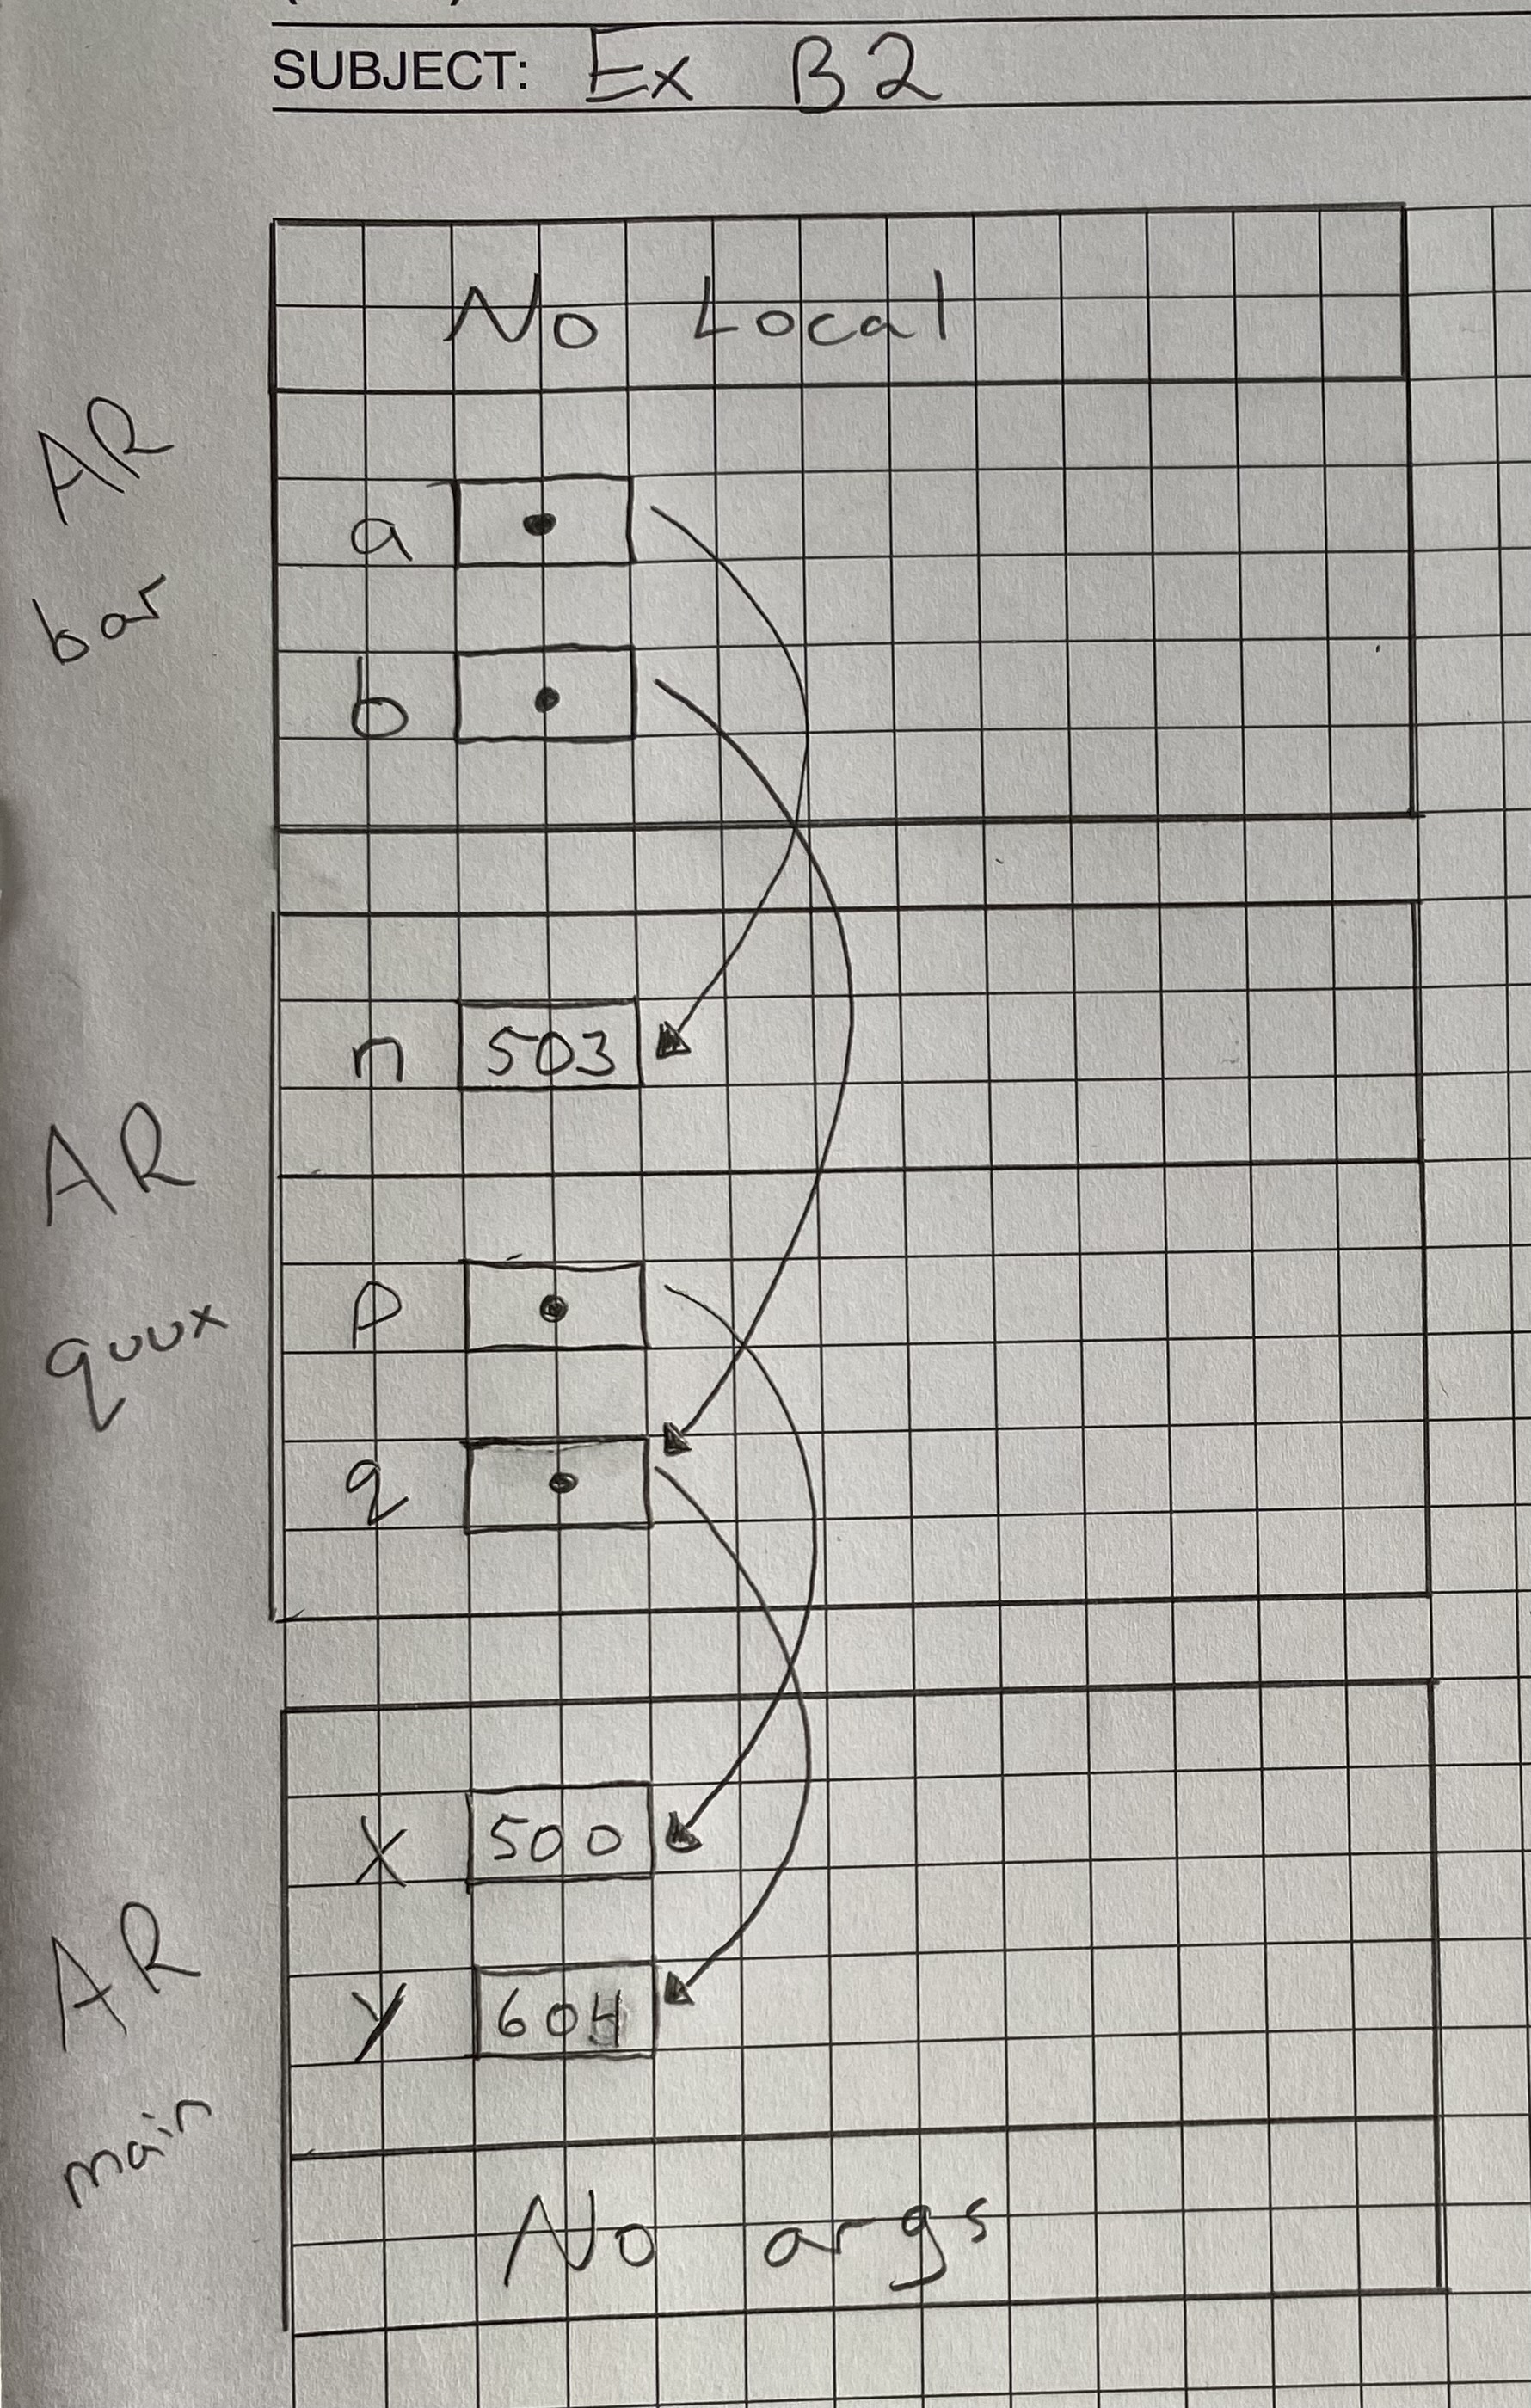 SUBJECT: Ex B2
No Local
AR
bar
a
b
n 503
AR
quux
p
q
x 500
y 604
AR
main
No args